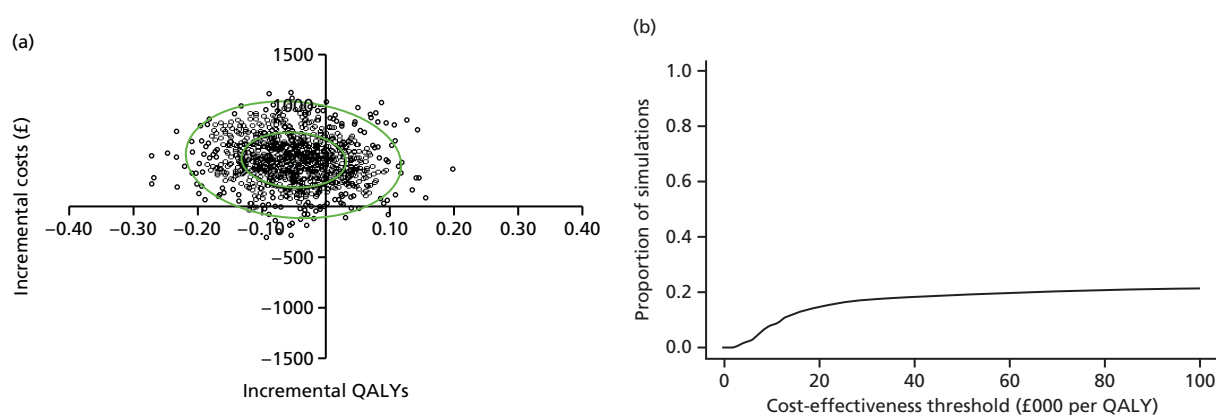 (a)
1500
1000
Incremental costs (£)
−0.40 −0.30 −0.20 −0.10 0.10 0.20 0.30 0.40
−500
−1000
−1500
Incremental QALYs
(b)
1.0
0.8
0.6
0.4
0.2
0.0
Proportion of simulations
0 20 40 60 80 100
Cost-effectiveness threshold (£000 per QALY)